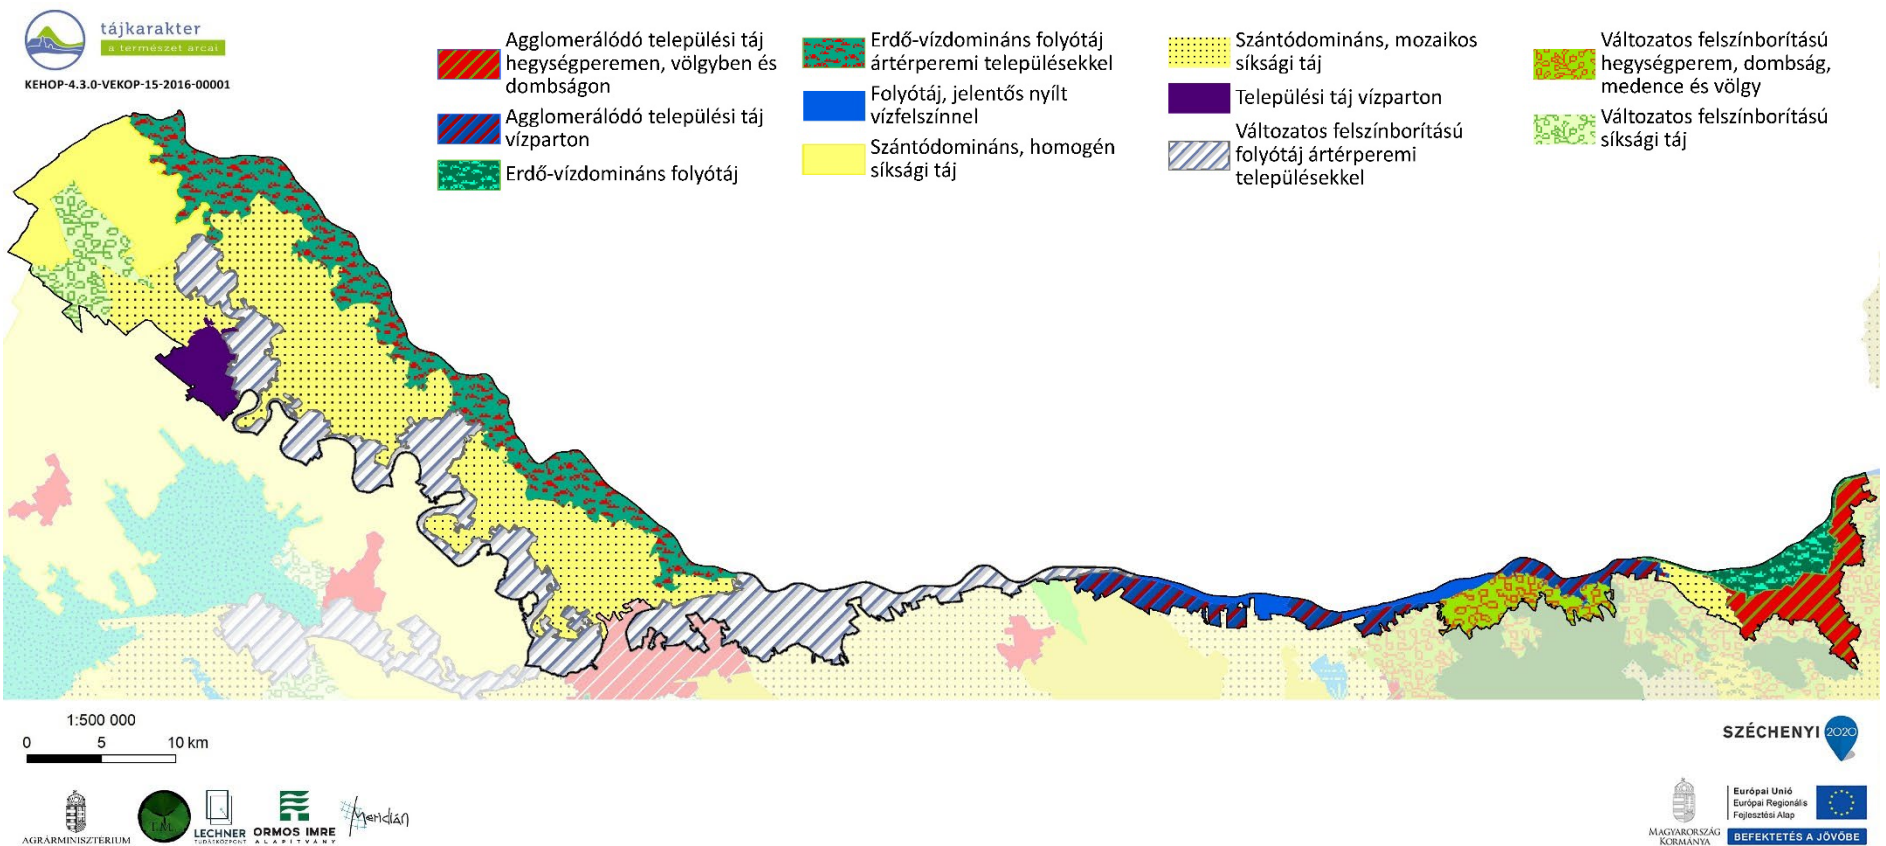 tájkarakter
a természet arcai
KEHOP-4.3.0-VEKOP-15-2016-00001
Agglomerálódó települési táj
hegységperemen, völgyben és
dombságon
Agglomerálódó települési táj
vízparton
Erdő-vízdomináns folyótáj
Erdő-vízdomináns folyótáj
ártérperemi településekkel
Folyótáj, jelentős nyílt
vízfelszínnel
Szántódomináns, homogén
síksági táj
Szántódomináns, mozaikos
síksági táj
Települési táj vízparton
Változatos felszínborítású
folyótáj ártérperemi
településekkel
Változatos felszínborítású
hegységperem, dombság,
medence és völgy
Változatos felszínborítású
síksági táj
1:500 000
0 5 10 km
SZÉCHENYI 2020
AGRÁRMINISZTÉRIUM
LECHNER
TUDÁSKÖZPONT
ORMOS IMRE
ALAPÍTVÁNY
Meridián
MAGYARORSZÁG
KORMÁNYA
Európai Unió
Európai Regionális
Fejlesztési Alap
BEFEKTETÉS A JÖVŐBE